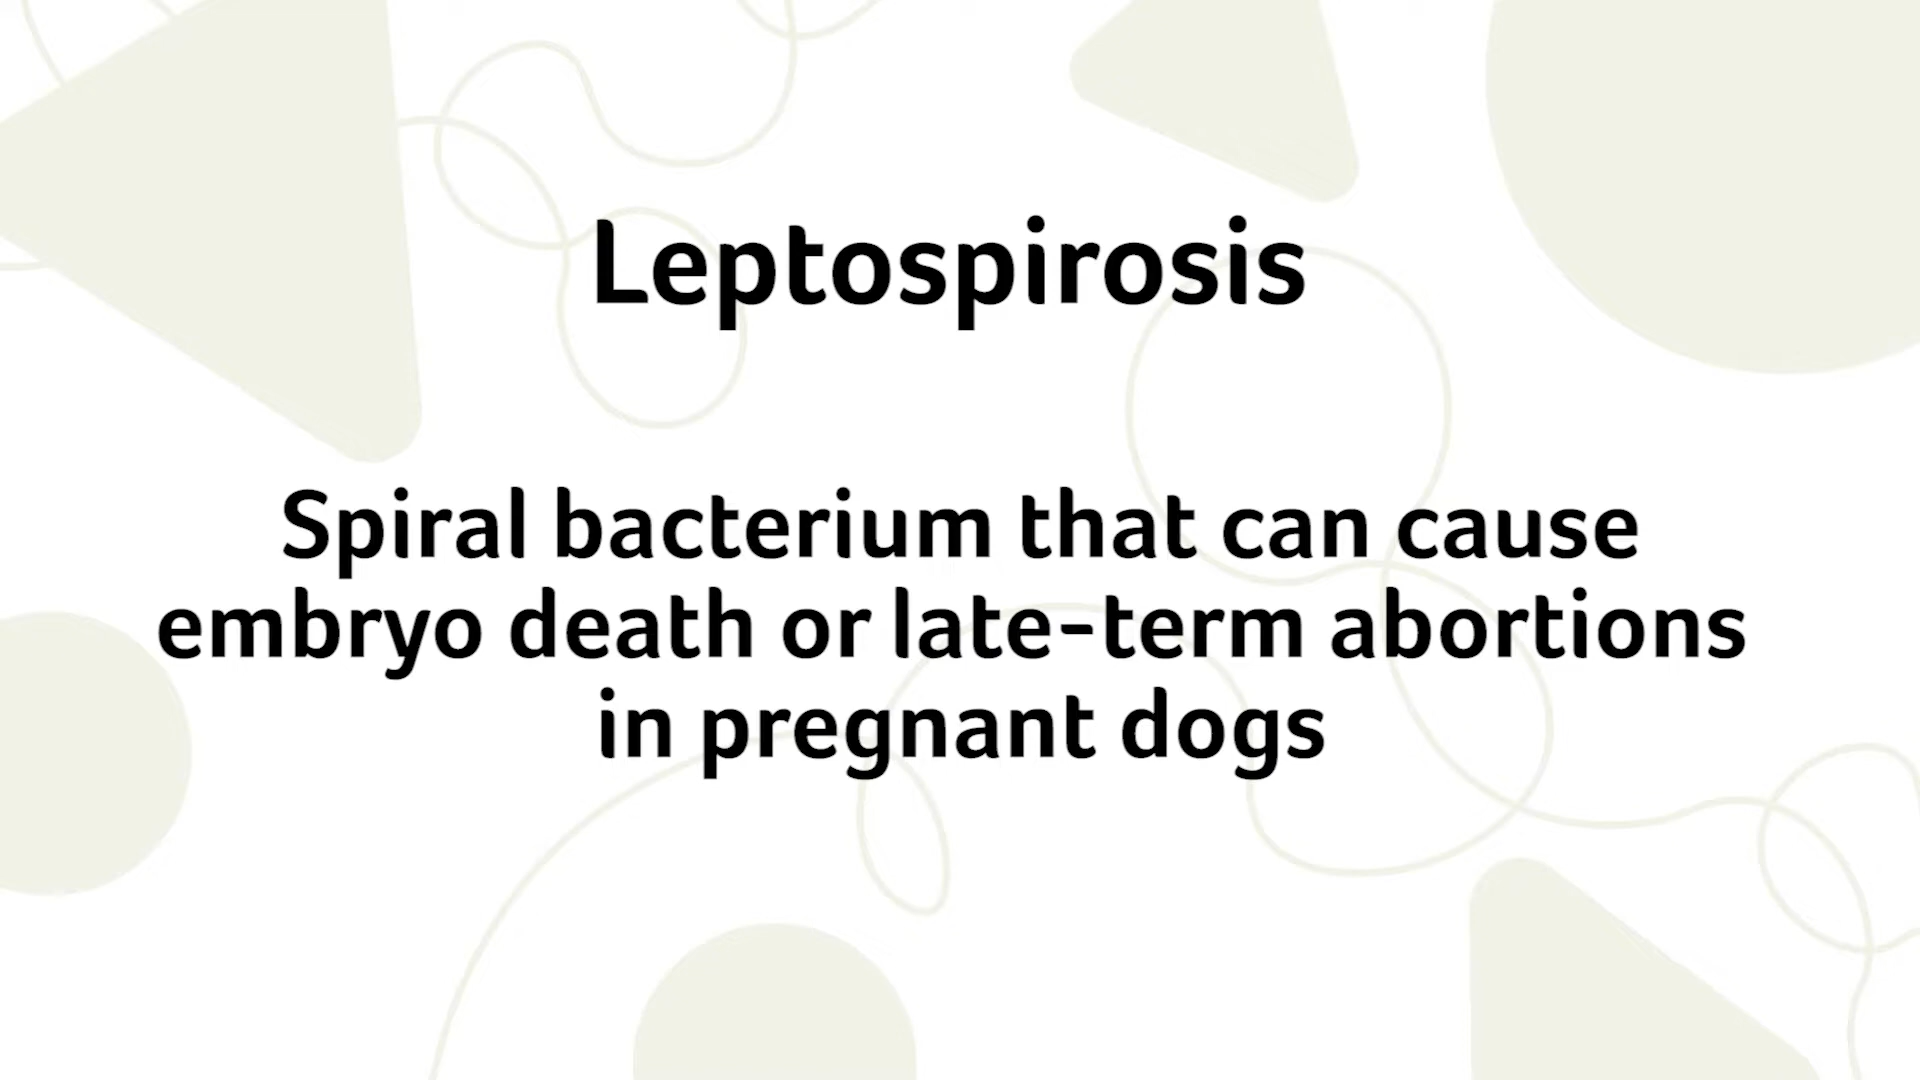 Leptospirosis
Spiral bacterium that can cause
embryo death or late-term abortions
in pregnant dogs